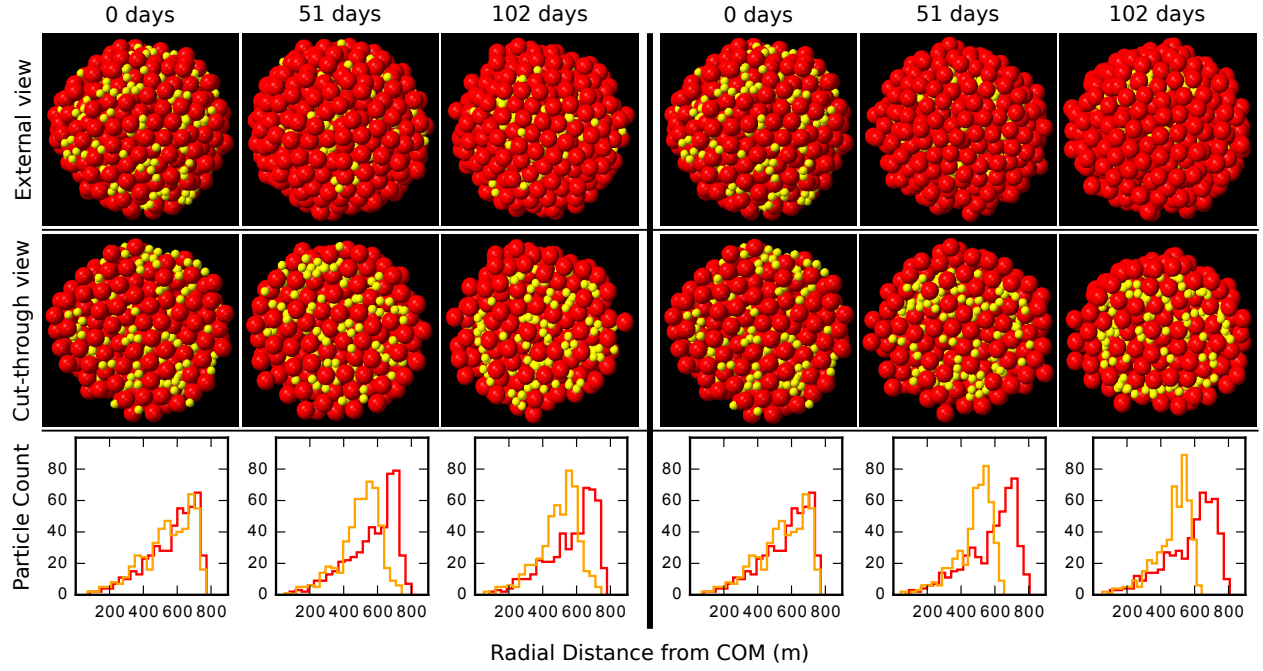 0 days 51 days 102 days 0 days 51 days 102 days
External view
Cut-through view
Particle Count
80 80 80 80 80 80
60 60 60 60 60 60
40 40 40 40 40 40
20 20 20 20 20 20
0 0 0 0 0 0
200 400 600 800 200 400 600 800 200 400 600 800 200 400 600 800 200 400 600 800 200 400 600 800
Radial Distance from COM (m)